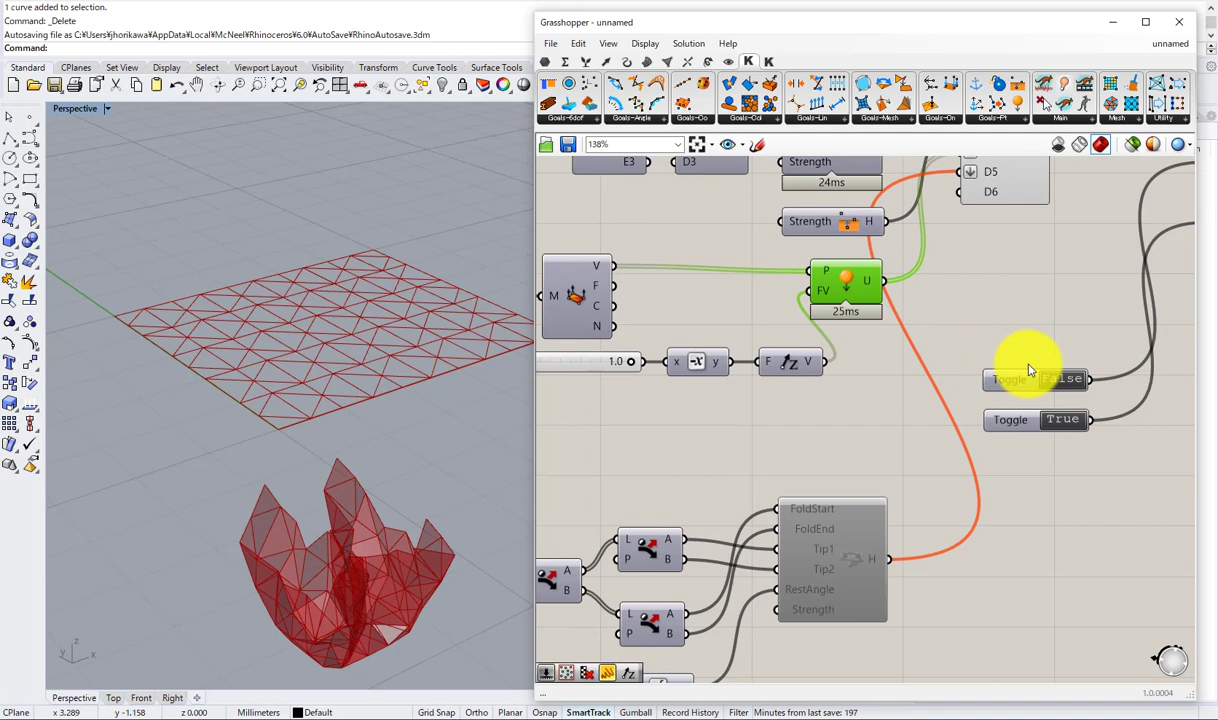 1 curve added to selection.
Command: _Delete
Autosaving file as C:¥Users¥jhorikawa¥AppData¥Local¥McNeel¥Rhinoceros¥6.0¥AutoSave¥RhinoAutosave.3dm
Command:
Standard CPlanes Set View Display Select Viewport Layout Visibility Transform Curve Tools Surface Tools
Perspective
Grasshopper - unnamed
File Edit View Display Solution Help
unnamed
K K
Goals-6dof Goals-Angle Goals-Co Goals-Col Goals-Lin Goals-Mesh Goals-On Goals-Pt Main Mesh Utility
138%
E3 D3
Strength
24ms
D5
D6
Strength H
V
F
M
C
N
P
FV
U
25ms
1.0
x -x y
F Z V
Toggle False
Toggle True
FoldStart
FoldEnd
Tip1
Tip2
RestAngle
Strength
H
L A
P B
A
B
L A
P B
z
y x
...
1.0.0004
Perspective Top Front Right
CPlane x 3.289 y -1.158 z 0.000 Millimeters Default Grid Snap Ortho Planar Osnap SmartTrack Gumball Record History Filter Minutes from last save: 197